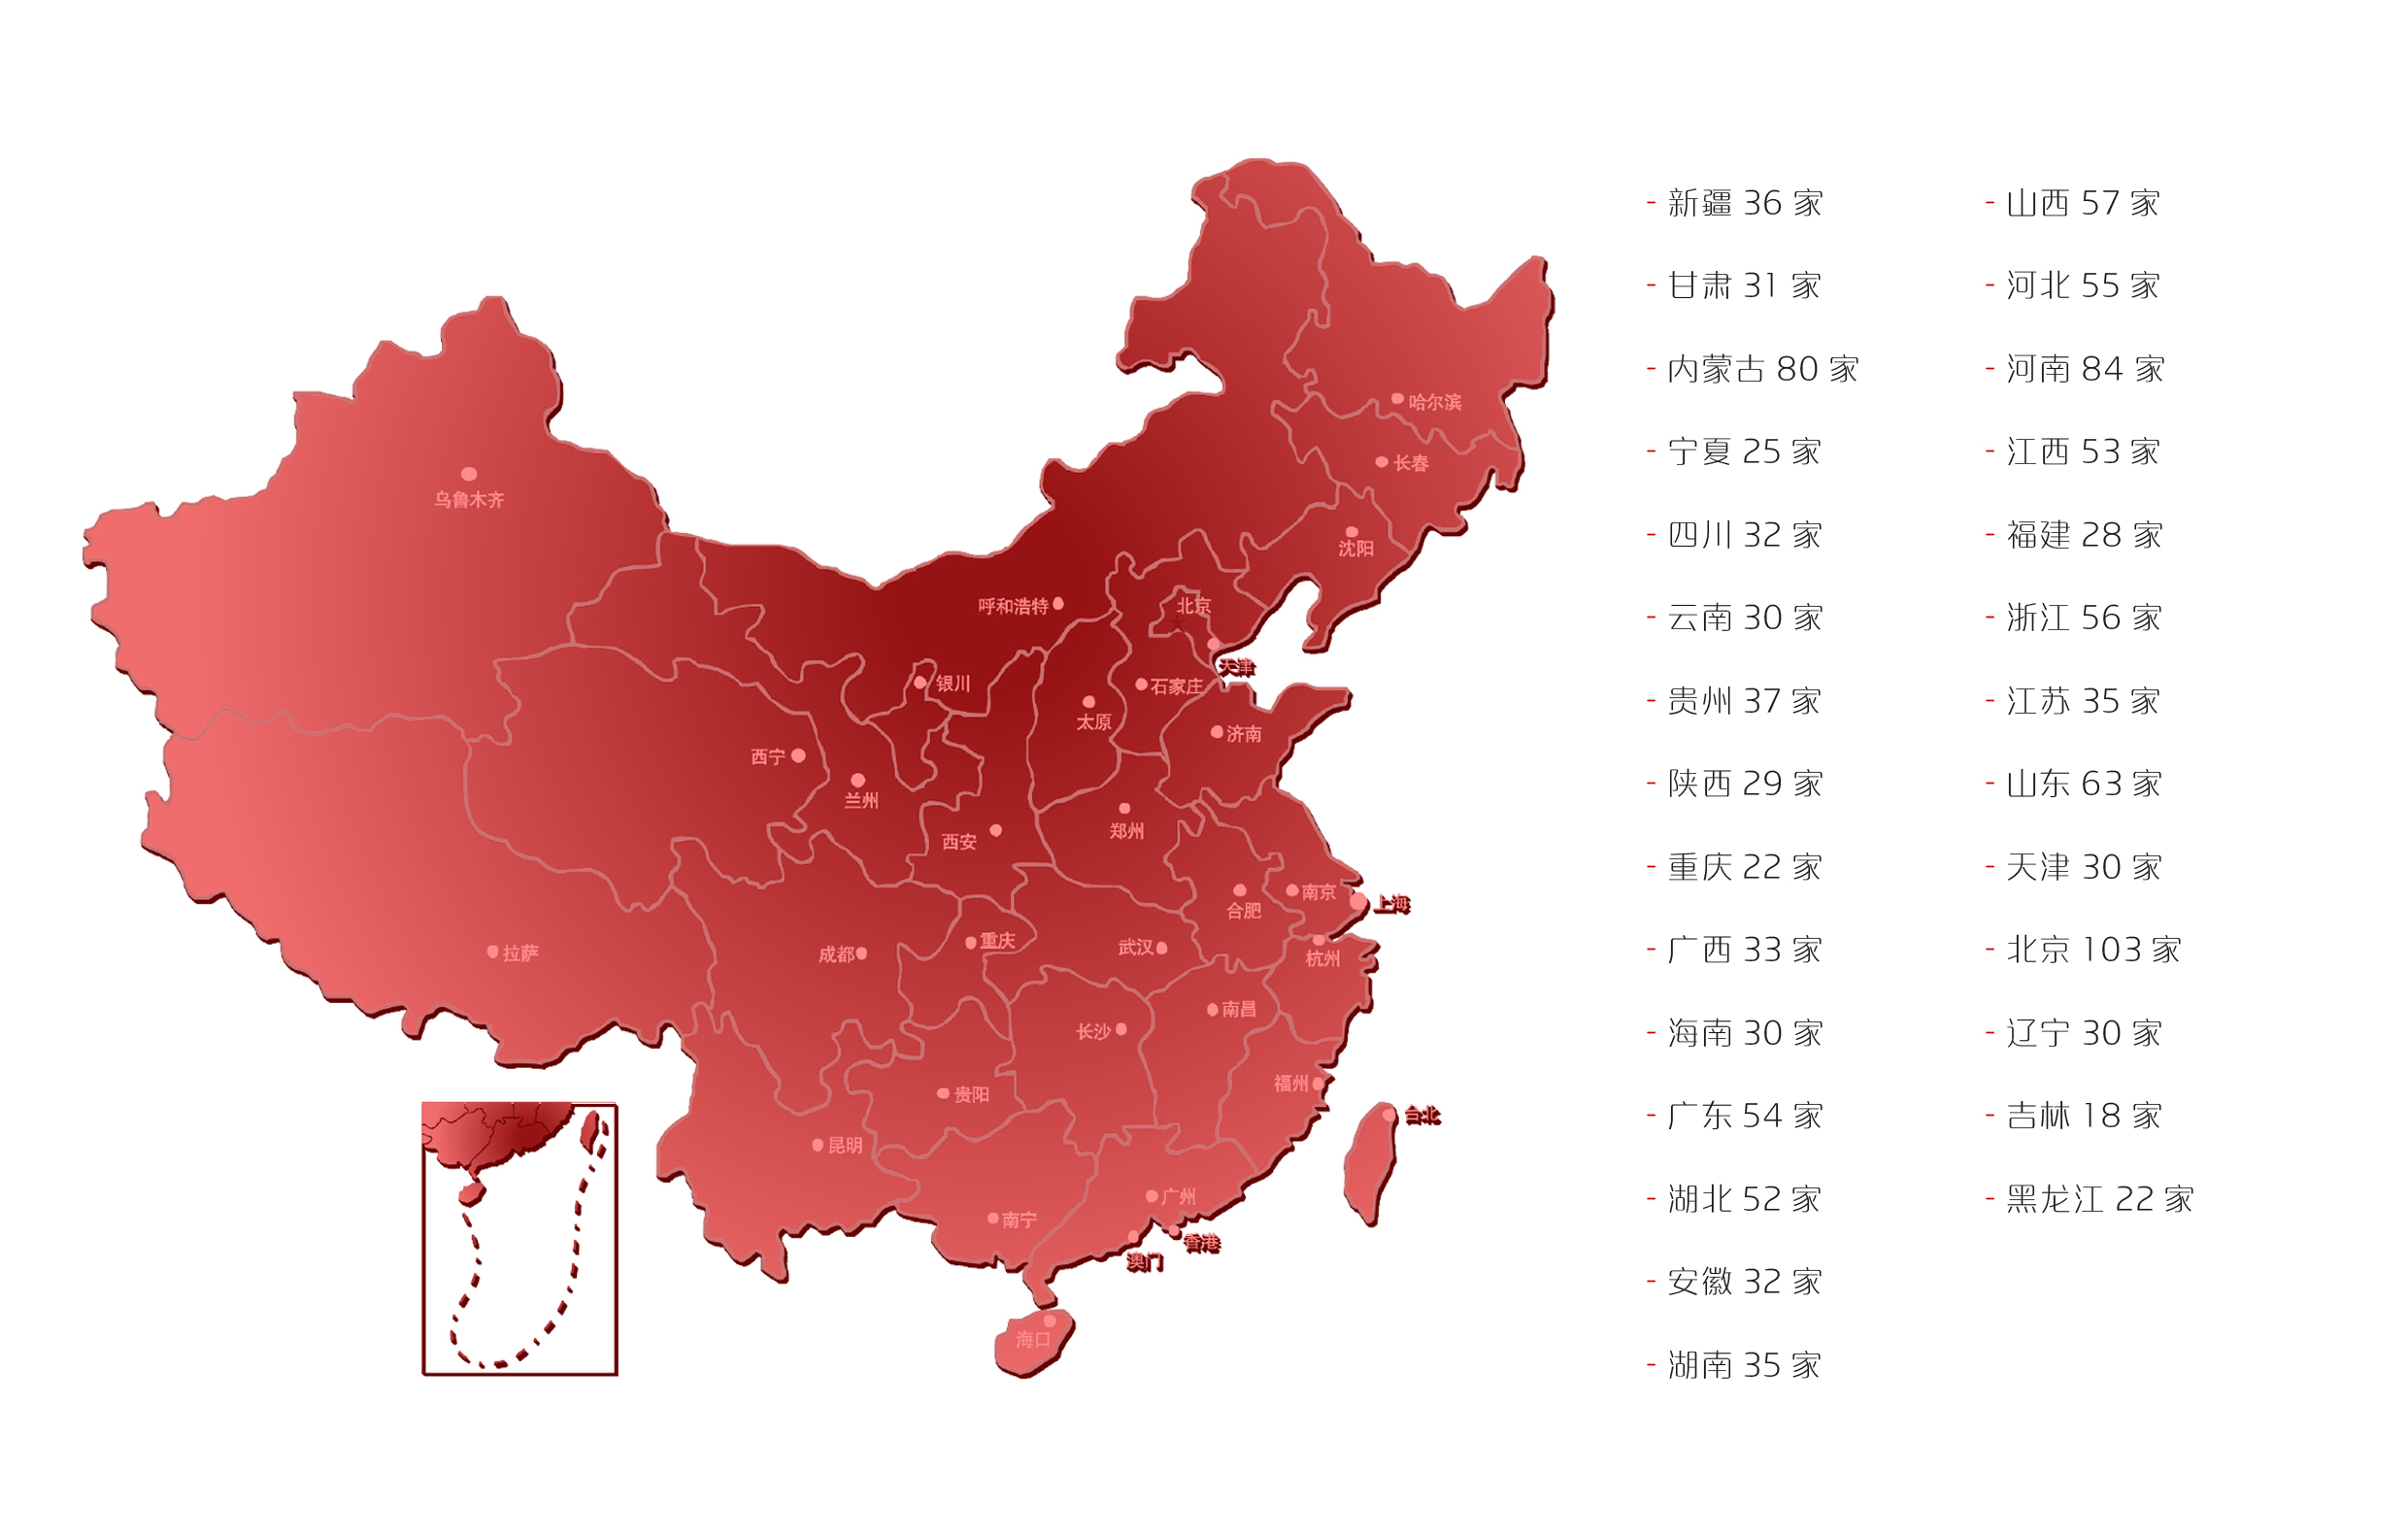 哈尔滨
长春
乌鲁木齐
沈阳
呼和浩特
北京
天津
银川
石家庄
太原
济南
西宁
兰州
郑州
西安
南京
上海
合肥
重庆
武汉
成都
拉萨
杭州
南昌
长沙
福州
贵阳
台北
昆明
广州
南宁
香港
澳门
海口
- 新疆 36 家
- 甘肃 31 家
- 内蒙古 80 家
- 宁夏 25 家
- 四川 32 家
- 云南 30 家
- 贵州 37 家
- 陕西 29 家
- 重庆 22 家
- 广西 33 家
- 海南 30 家
- 广东 54 家
- 湖北 52 家
- 安徽 32 家
- 湖南 35 家
- 山西 57 家
- 河北 55 家
- 河南 84 家
- 江西 53 家
- 福建 28 家
- 浙江 56 家
- 江苏 35 家
- 山东 63 家
- 天津 30 家
- 北京 103 家
- 辽宁 30 家
- 吉林 18 家
- 黑龙江 22 家